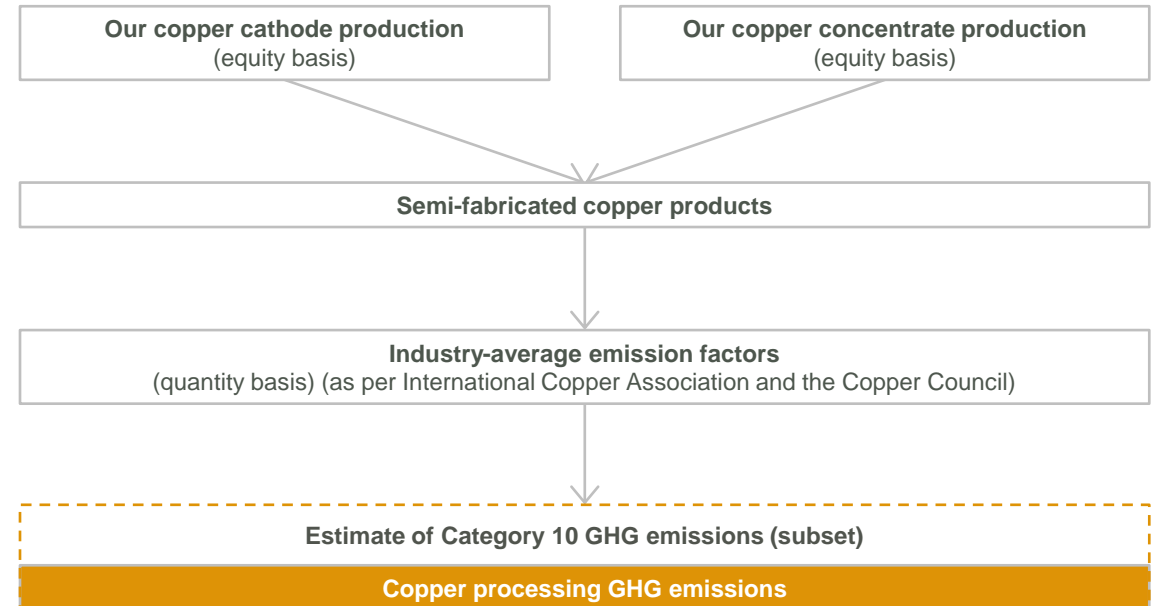 Our copper cathode production
(equity basis)
Our copper concentrate production
(equity basis)
Semi-fabricated copper products
Industry-average emission factors
(quantity basis) (as per International Copper Association and the Copper Council)
Estimate of Category 10 GHG emissions (subset)
Copper processing GHG emissions